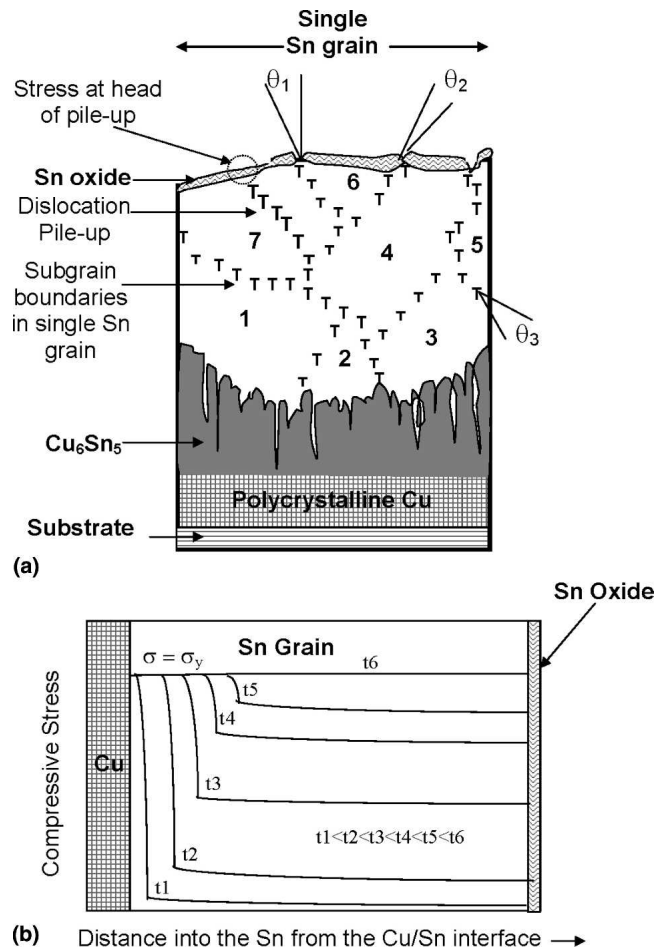 Single
Sn grain
θ1
θ2
Stress at head
of pile-up
Sn oxide
6
Dislocation
Pile-up
7
4
5
Subgrain
boundaries
in single Sn
grain
1
2
3
θ3
Cu6Sn5
Polycrystalline Cu
Substrate
(a)
Sn Oxide
Sn Grain
σ = σy
t6
t5
t4
Compressive Stress
Cu
t3
t1<t2<t3<t4<t5<t6
t2
t1
(b) Distance into the Sn from the Cu/Sn interface